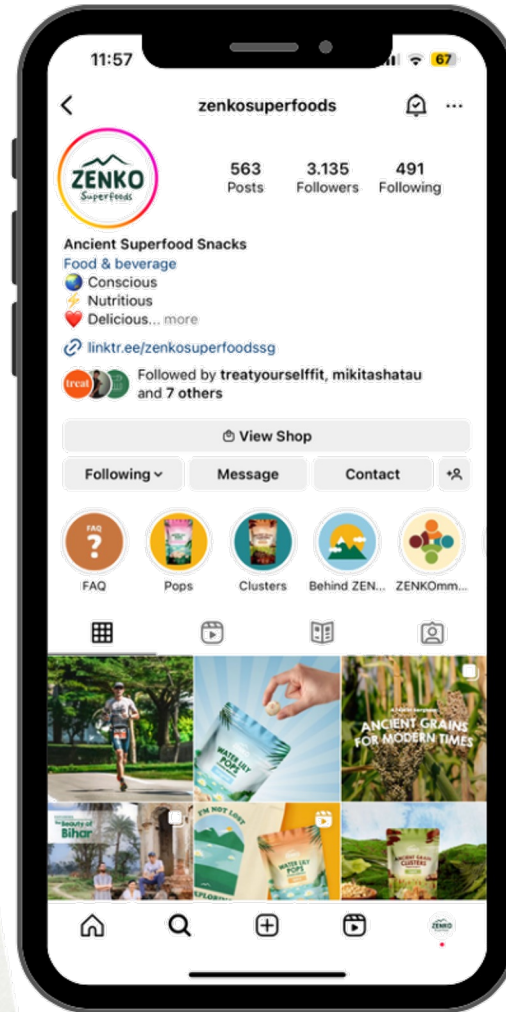 11:57
67
zenkosuperfoods
ZENKO
Superfoods
563
Posts
3.135
Followers
491
Following
Ancient Superfood Snacks
Food & beverage
Conscious
Nutritious
Delicious... more
linktr.ee/zenkosuperfoodssg
treat
Followed by treatyourselffit, mikitashatau
and 7 others
View Shop
Following
Message
Contact
FAQ
?
FAQ
Pops
Clusters
Behind ZEN...
ZENKOmm...
WATER LILY
POPS
ANCIENT GRAINS
FOR MODERN TIMES
the Beauty of
Bihar
I'M NOT LOST
WATER LILY
POPS
ANCIENT GRAIN
CLUSTERS
ZENKO